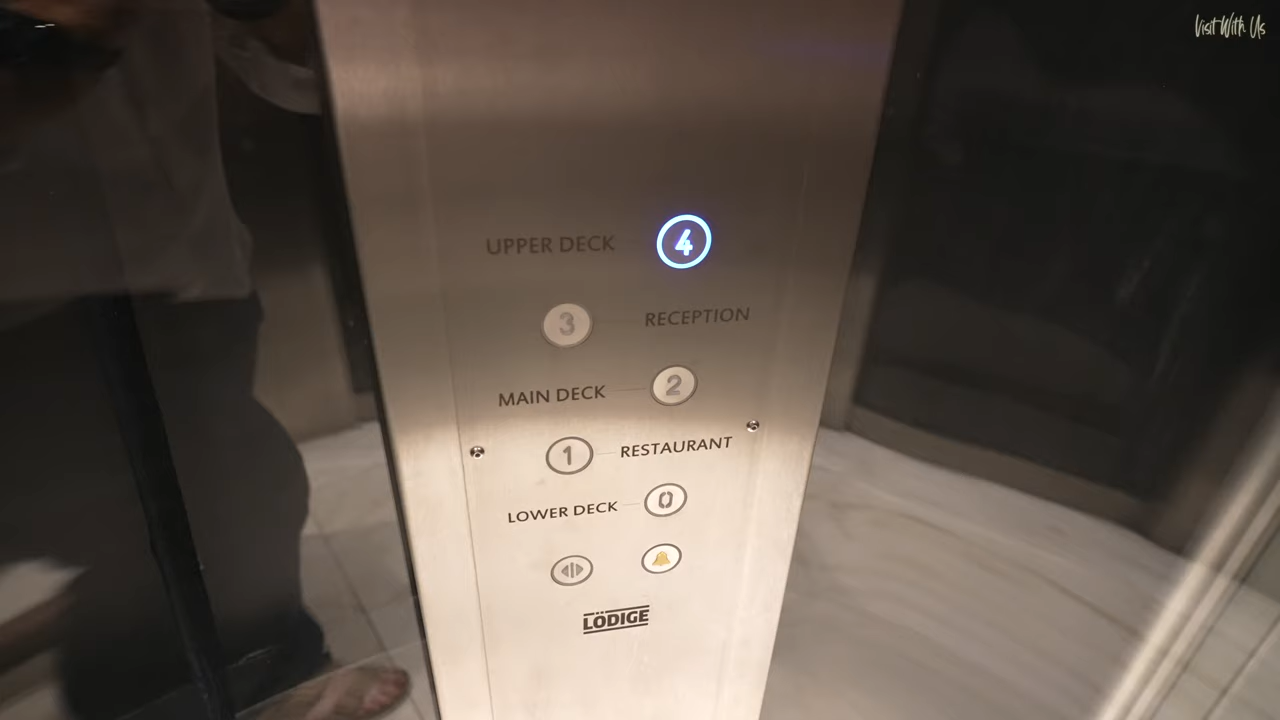 Visit With Us
UPPER DECK 4
3 RECEPTION
MAIN DECK 2
1 RESTAURANT
LOWER DECK 0
LÖDIGE